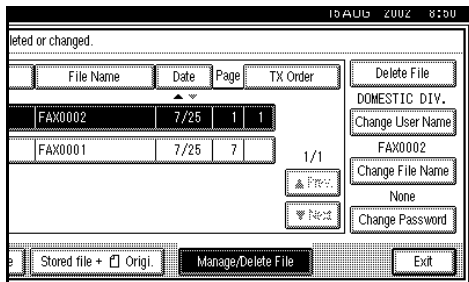 15 AUG 2002 8:50
leted or changed.
File Name Date Page TX Order Delete File
DOMESTIC DIV.
FAX0002 7/25 1 1 Change User Name
FAX0001 7/25 7 FAX0002
1/1 Change File Name
▲ Prev. None
▼ Next Change Password
e Stored file + Origi. Manage/Delete File Exit